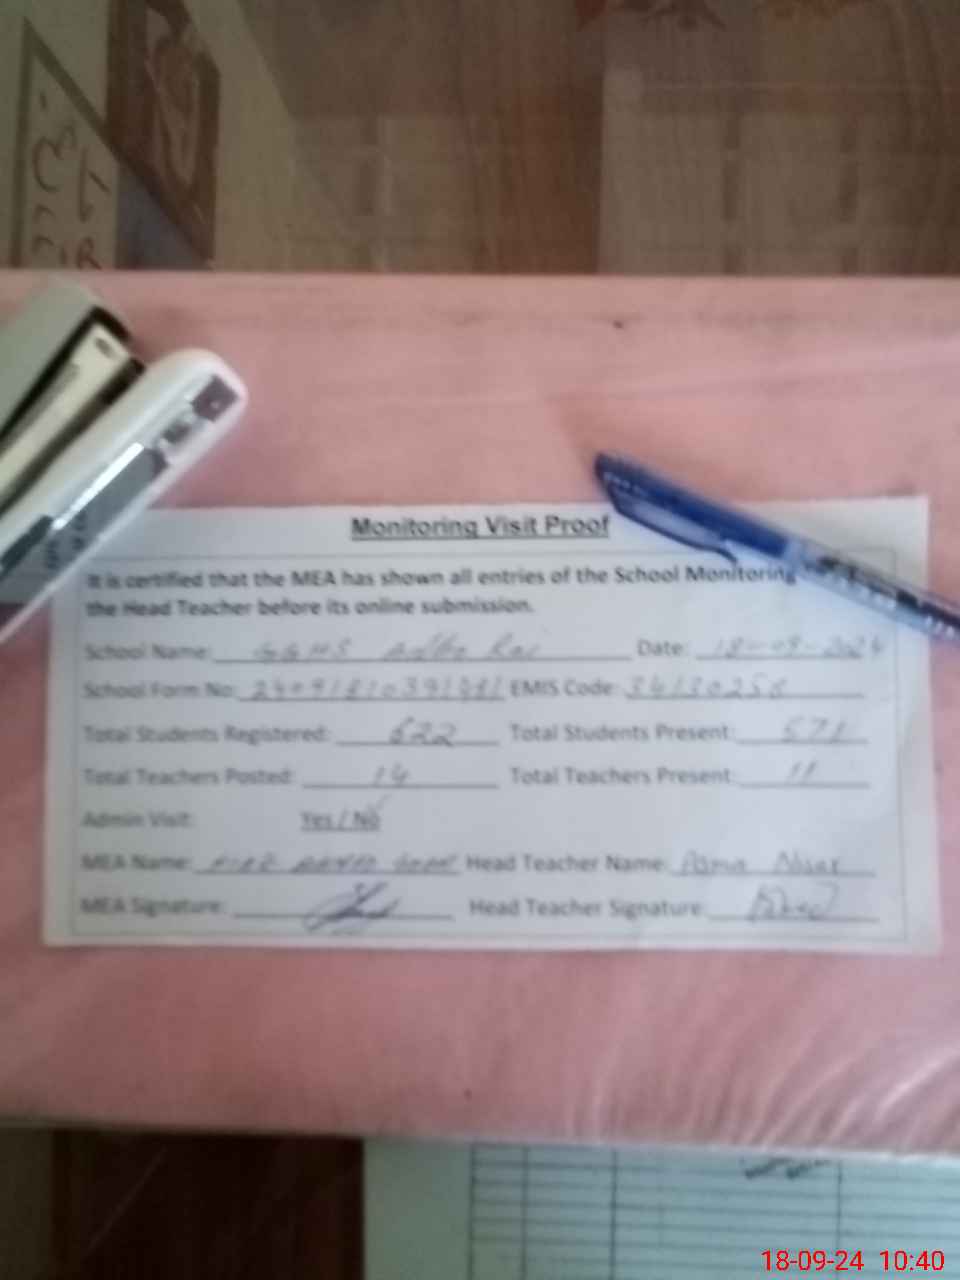 Monitoring Visit Proof
It is certified that the MEA has shown all entries of the School Monitoring
the Head Teacher before its online submission.
School Name: GGHS Date: 18-09-2024
School Form No: EMIS Code:
Total Students Registered: 622 Total Students Present: 571
Total Teachers Posted: 14 Total Teachers Present: 11
Admin Visit: Yes / No
MEA Name: Head Teacher Name: Asma Nisar
MEA Signature: Head Teacher Signature:
18-09-24 10:40